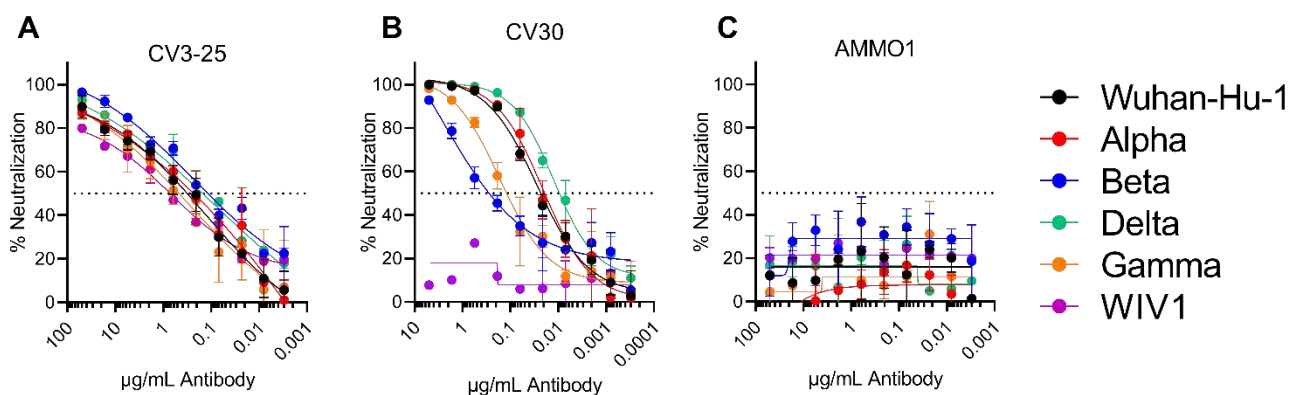 A
CV3-25
% Neutralization
100
80
60
40
20
0
100
10
1
0.1
0.01
0.001
µg/mL Antibody
B
CV30
% Neutralization
100
80
60
40
20
0
10
1
0.1
0.01
0.001
0.0001
µg/mL Antibody
C
AMMO1
% Neutralization
100
80
60
40
20
0
100
10
1
0.1
0.01
0.001
µg/mL Antibody
Wuhan-Hu-1
Alpha
Beta
Delta
Gamma
WIV1